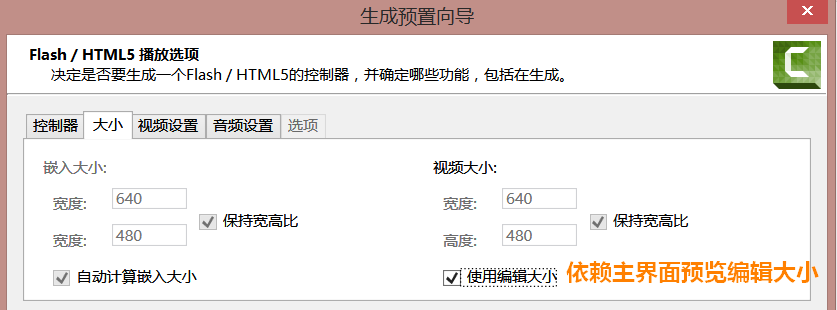 生成预置向导
Flash / HTML5 播放选项
决定是否要生成一个Flash / HTML5的控制器，并确定哪些功能，包括在生成。
控制器 大小 视频设置 音频设置 选项
嵌入大小: 视频大小:
宽度: 640 宽度: 640
保持宽高比 保持宽高比
宽度: 480 高度: 480
自动计算嵌入大小 使用编辑大小 依赖主界面预览编辑大小